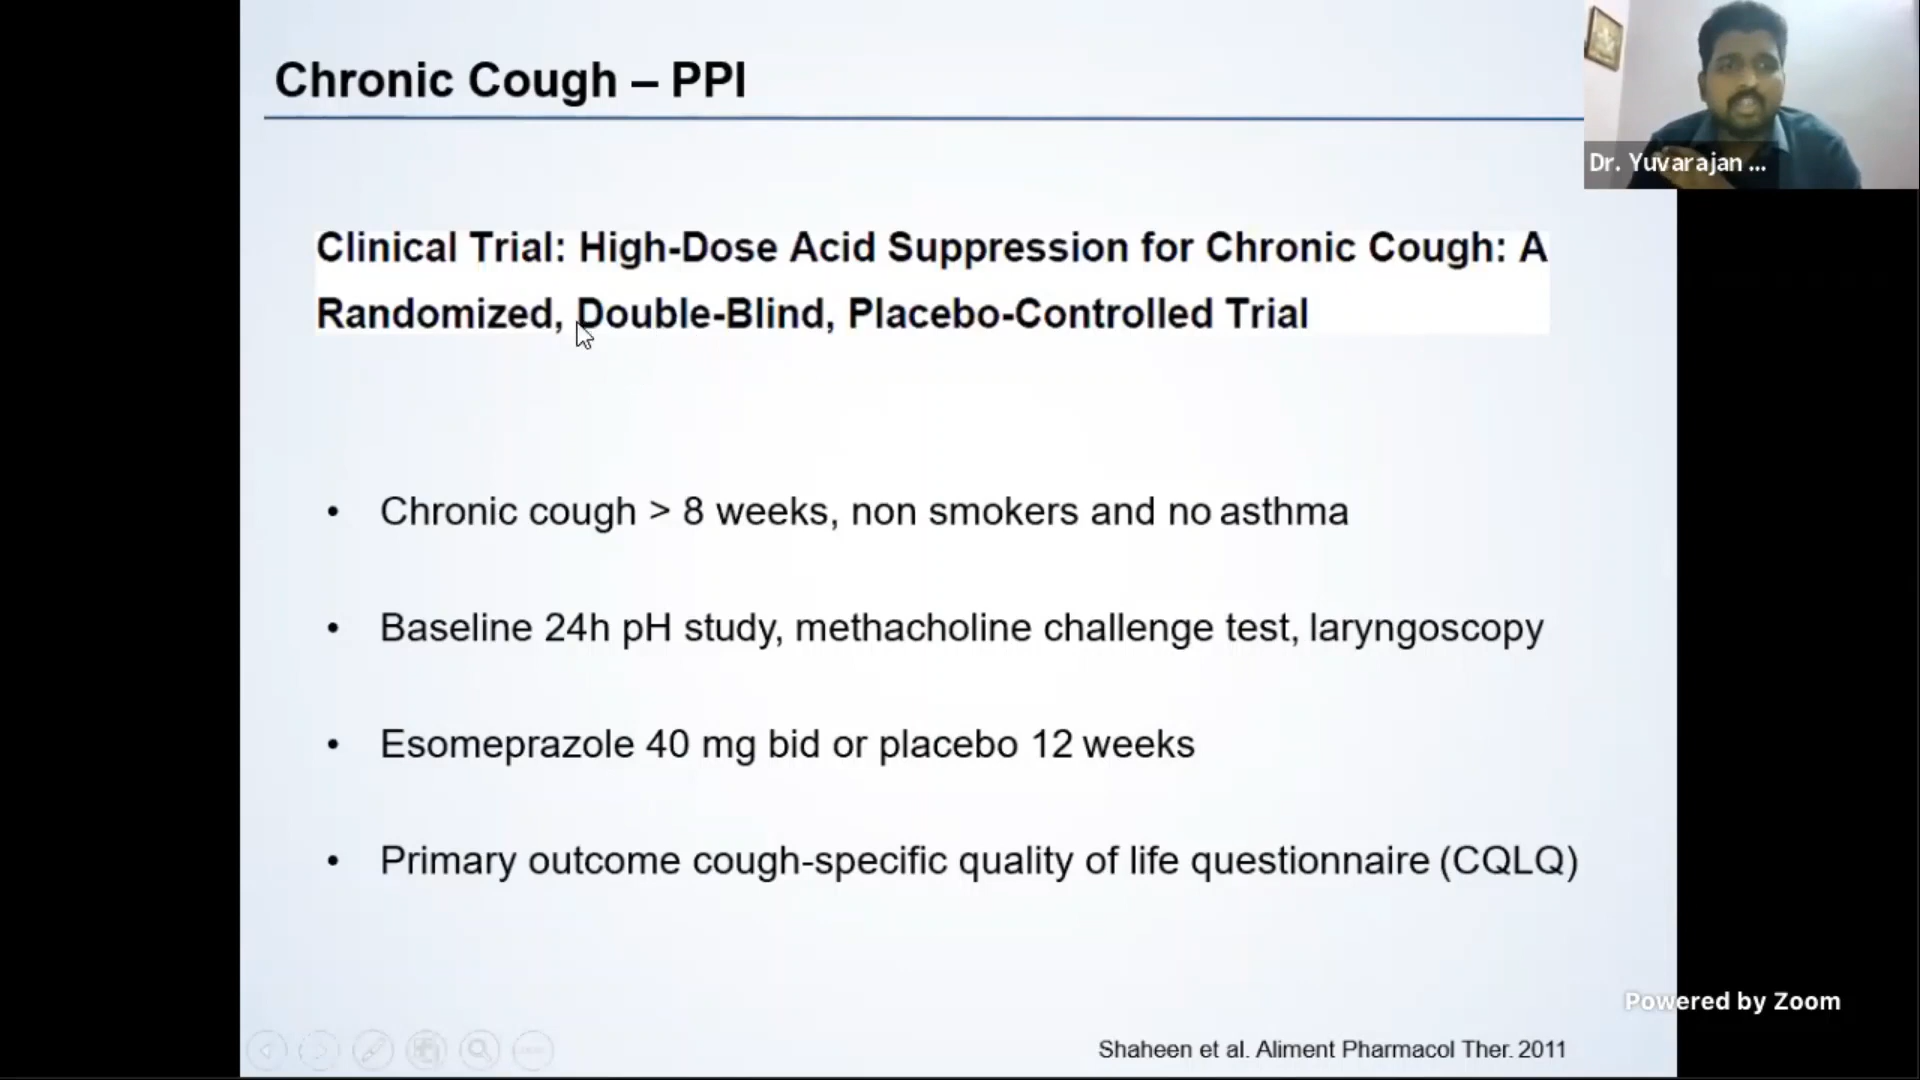 Chronic Cough – PPI
Dr. Yuvarajan ...
Clinical Trial: High-Dose Acid Suppression for Chronic Cough: A
Randomized, Double-Blind, Placebo-Controlled Trial
• Chronic cough > 8 weeks, non smokers and no asthma
• Baseline 24h pH study, methacholine challenge test, laryngoscopy
• Esomeprazole 40 mg bid or placebo 12 weeks
• Primary outcome cough-specific quality of life questionnaire (CQLQ)
Powered by Zoom
Shaheen et al. Aliment Pharmacol Ther. 2011